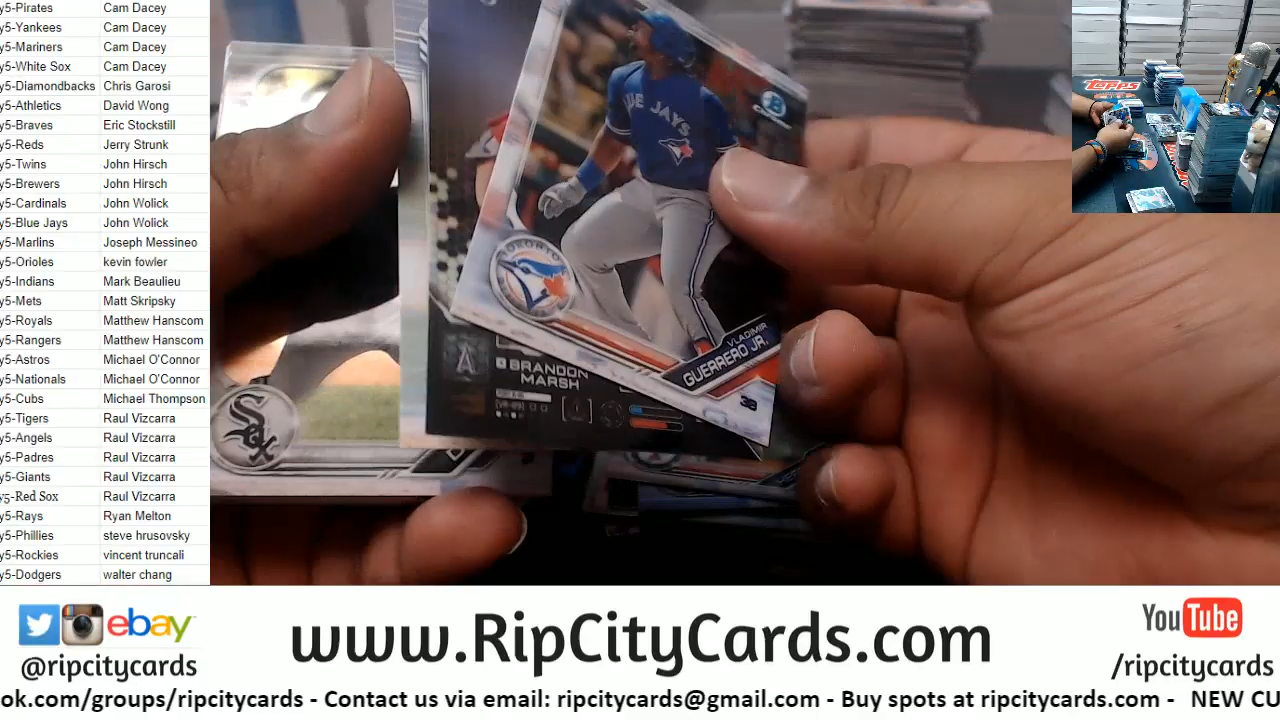 y5-Pirates Cam Dacey
y5-Yankees Cam Dacey
y5-Mariners Cam Dacey
y5-White Sox Cam Dacey
y5-Diamondbacks Chris Garosi
y5-Athletics David Wong
y5-Braves Eric Stockstill
y5-Reds Jerry Strunk
y5-Twins John Hirsch
y5-Brewers John Hirsch
y5-Cardinals John Wolick
y5-Blue Jays John Wolick
y5-Marlins Joseph Messineo
y5-Orioles kevin fowler
y5-Indians Mark Beaulieu
y5-Mets Matt Skripsky
y5-Royals Matthew Hanscom
y5-Rangers Matthew Hanscom
y5-Astros Michael O'Connor
y5-Nationals Michael O'Connor
y5-Cubs Michael Thompson
y5-Tigers Raul Vizcarra
y5-Angels Raul Vizcarra
y5-Padres Raul Vizcarra
y5-Giants Raul Vizcarra
y5-Red Sox Raul Vizcarra
y5-Rays Ryan Melton
y5-Phillies steve hrusovsky
y5-Rockies vincent truncali
y5-Dodgers walter chang
BLUE JAYS
B
TORONTO
VLADIMIR
GUERRERO JR.
38
A
BRANDON
MARSH
Sox
Topps
ebay
@ripcitycards
www.RipCityCards.com
YouTube
/ripcitycards
ok.com/groups/ripcitycards - Contact us via email: ripcitycards@gmail.com - Buy spots at ripcitycards.com - NEW CU